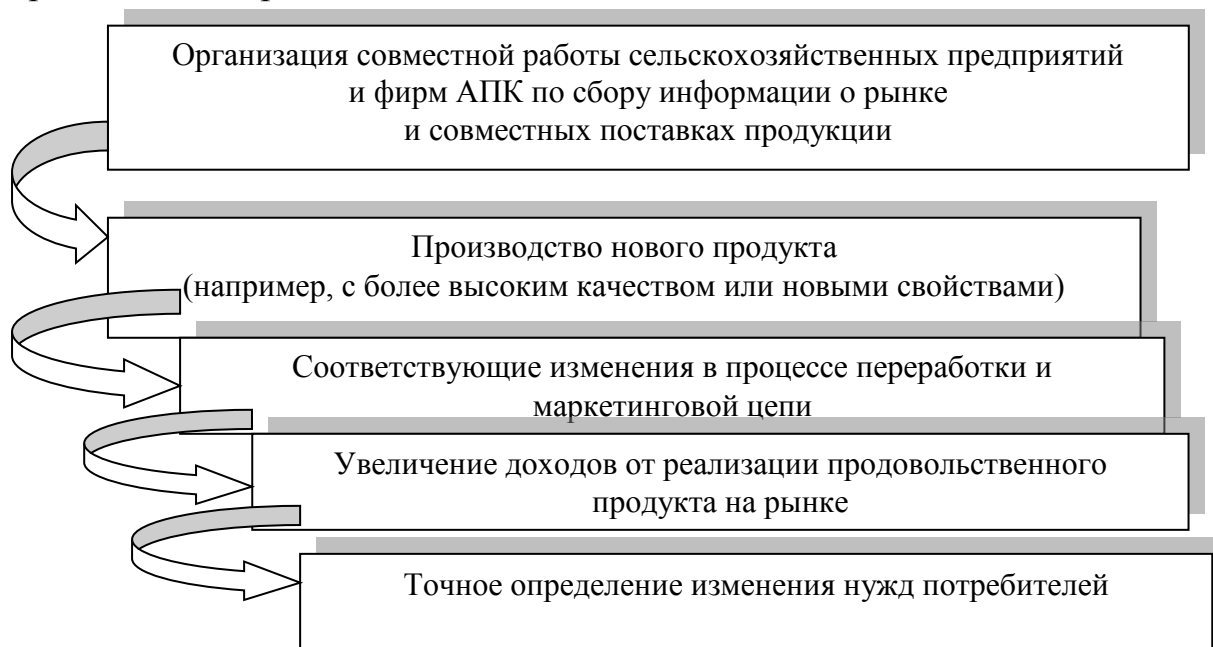 Организация совместной работы сельскохозяйственных предприятий
и фирм АПК по сбору информации о рынке
и совместных поставках продукции
Производство нового продукта
(например, с более высоким качеством или новыми свойствами)
Соответствующие изменения в процессе переработки и
маркетинговой цепи
Увеличение доходов от реализации продовольственного
продукта на рынке
Точное определение изменения нужд потребителей